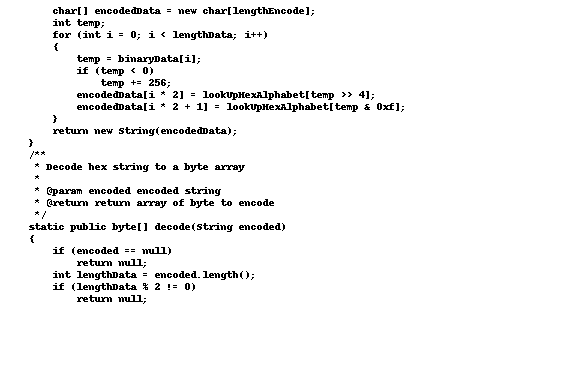 char[] encodedData = new char[lengthEncode];
int temp;
for (int i = 0; i < lengthData; i++)
{
temp = binaryData[i];
if (temp < 0)
temp += 256;
encodedData[i * 2] = lookUpHexAlphabet[temp >> 4];
encodedData[i * 2 + 1] = lookUpHexAlphabet[temp & 0xf];
}
return new String(encodedData);
}
/**
* Decode hex string to a byte array
*
* @param encoded encoded string
* @return return array of byte to encode
*/
static public byte[] decode(String encoded)
{
if (encoded == null)
return null;
int lengthData = encoded.length();
if (lengthData % 2 != 0)
return null;